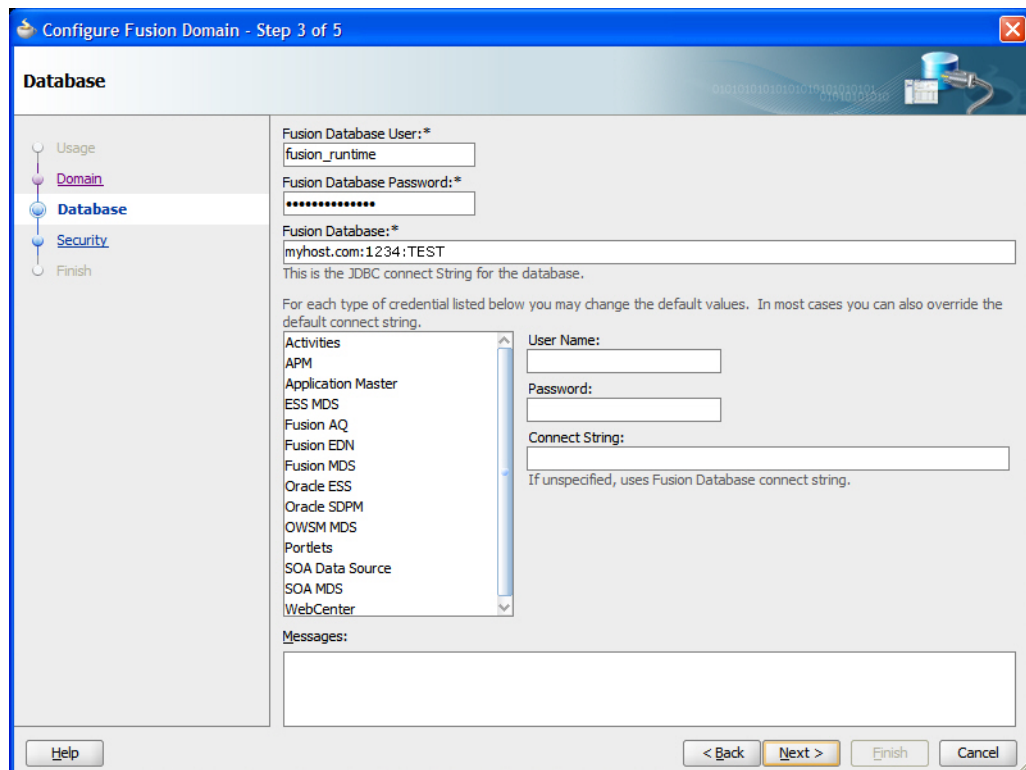 Configure Fusion Domain - Step 3 of 5
Database
Usage
Domain
Database
Security
Finish
Fusion Database User:*
fusion_runtime
Fusion Database Password:*
••••••••••••••
Fusion Database:*
myhost.com:1234:TEST
This is the JDBC connect String for the database.
For each type of credential listed below you may change the default values. In most cases you can also override the
default connect string.
Activities
APM
Application Master
ESS MDS
Fusion AQ
Fusion EDN
Fusion MDS
Oracle ESS
Oracle SDPM
OWSM MDS
Portlets
SOA Data Source
SOA MDS
WebCenter
User Name:
Password:
Connect String:
If unspecified, uses Fusion Database connect string.
Messages:
Help
< Back
Next >
Finish
Cancel